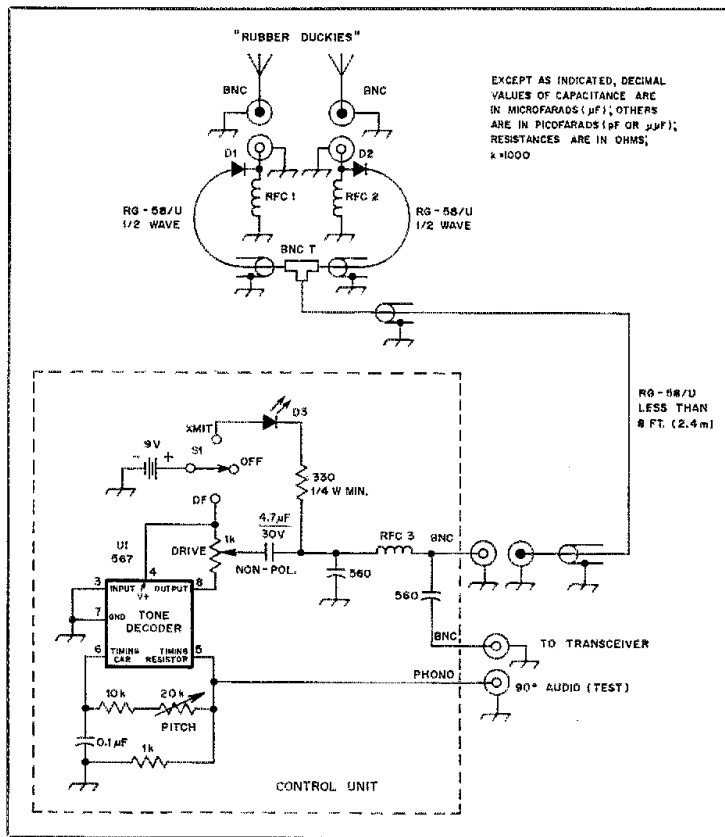 "RUBBER DUCKIES"
BNC
BNC
EXCEPT AS INDICATED, DECIMAL
VALUES OF CAPACITANCE ARE
IN MICROFARADS (µF); OTHERS
ARE IN PICOFARADS (pF OR µµF);
RESISTANCES ARE IN OHMS;
k=1000
D1
D2
RFC 1
RFC 2
RG-58/U
1/2 WAVE
RG-58/U
1/2 WAVE
BNC T
RG-58/U
LESS THAN
8 FT. (2.4m)
XMIT
D3
9V
- +
S1
OFF
330
1/4 W MIN.
DF
4.7µF
30V
NON-POL.
RFC 3
BNC
U1
567
1k
DRIVE
560
560
4
3
INPUT
OUTPUT
8
V+
7
GND
TONE
DECODER
6
TIMING
CAP
TIMING
RESISTOR
5
BNC
TO TRANSCEIVER
PHONO
90° AUDIO (TEST)
10k
20k
PITCH
0.1µF
1k
CONTROL UNIT